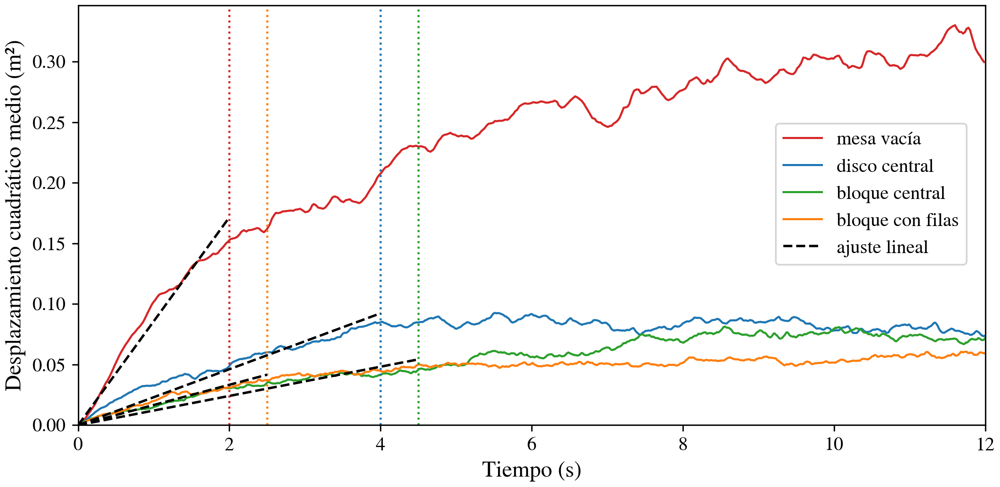 Desplazamiento cuadrático medio (m²)
0.30
0.25
0.20
0.15
0.10
0.05
0.00
mesa vacía
disco central
bloque central
bloque con filas
ajuste lineal
0 2 4 6 8 10 12
Tiempo (s)